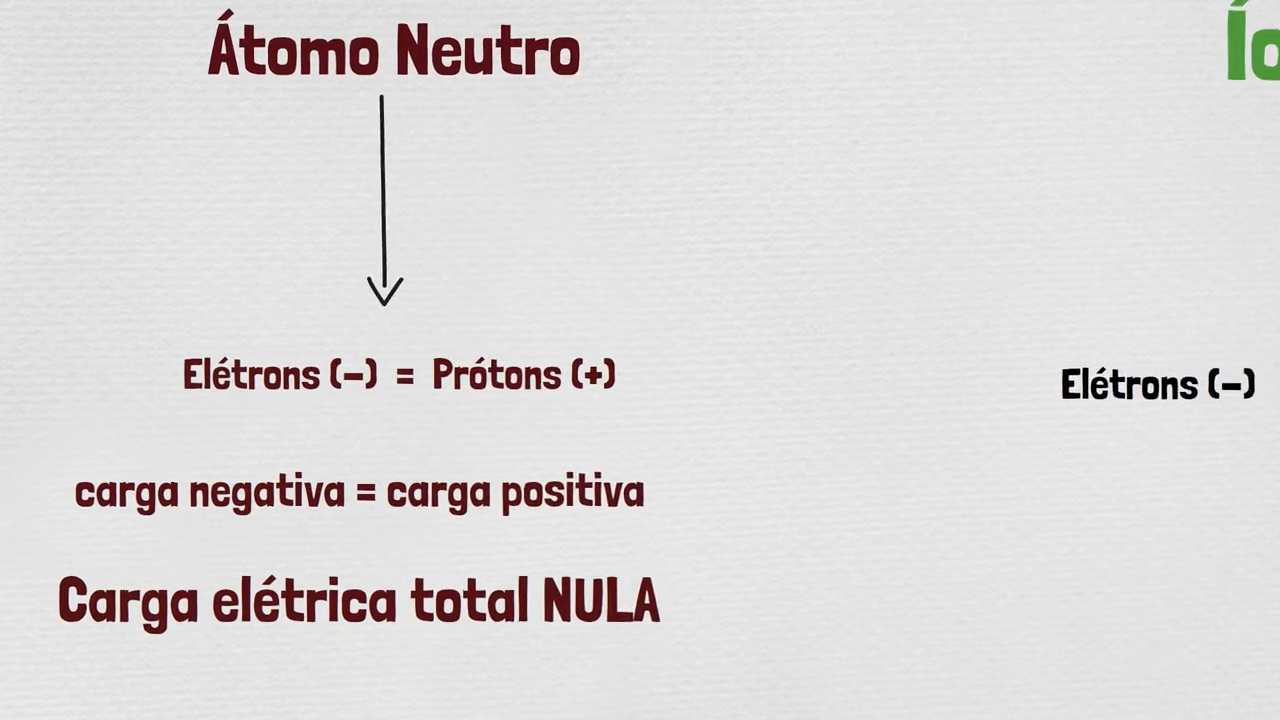 Átomo Neutro
Elétrons (-) = Prótons (+)
carga negativa = carga positiva
Carga elétrica total NULA
Elétrons (-)